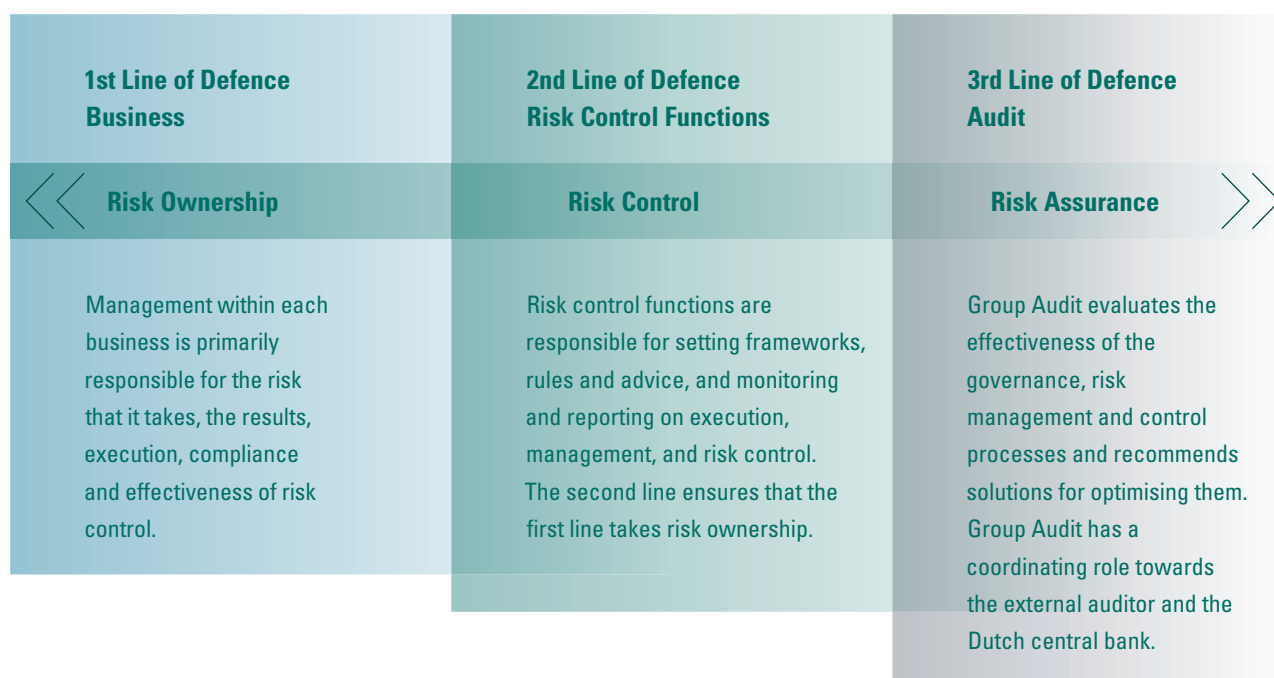 1st Line of Defence
Business
Risk Ownership
Management within each
business is primarily
responsible for the risk
that it takes, the results,
execution, compliance
and effectiveness of risk
control.
2nd Line of Defence
Risk Control Functions
Risk Control
Risk control functions are
responsible for setting frameworks,
rules and advice, and monitoring
and reporting on execution,
management, and risk control.
The second line ensures that the
first line takes risk ownership.
3rd Line of Defence
Audit
Risk Assurance
Group Audit evaluates the
effectiveness of the
governance, risk
management and control
processes and recommends
solutions for optimising them.
Group Audit has a
coordinating role towards
the external auditor and the
Dutch central bank.